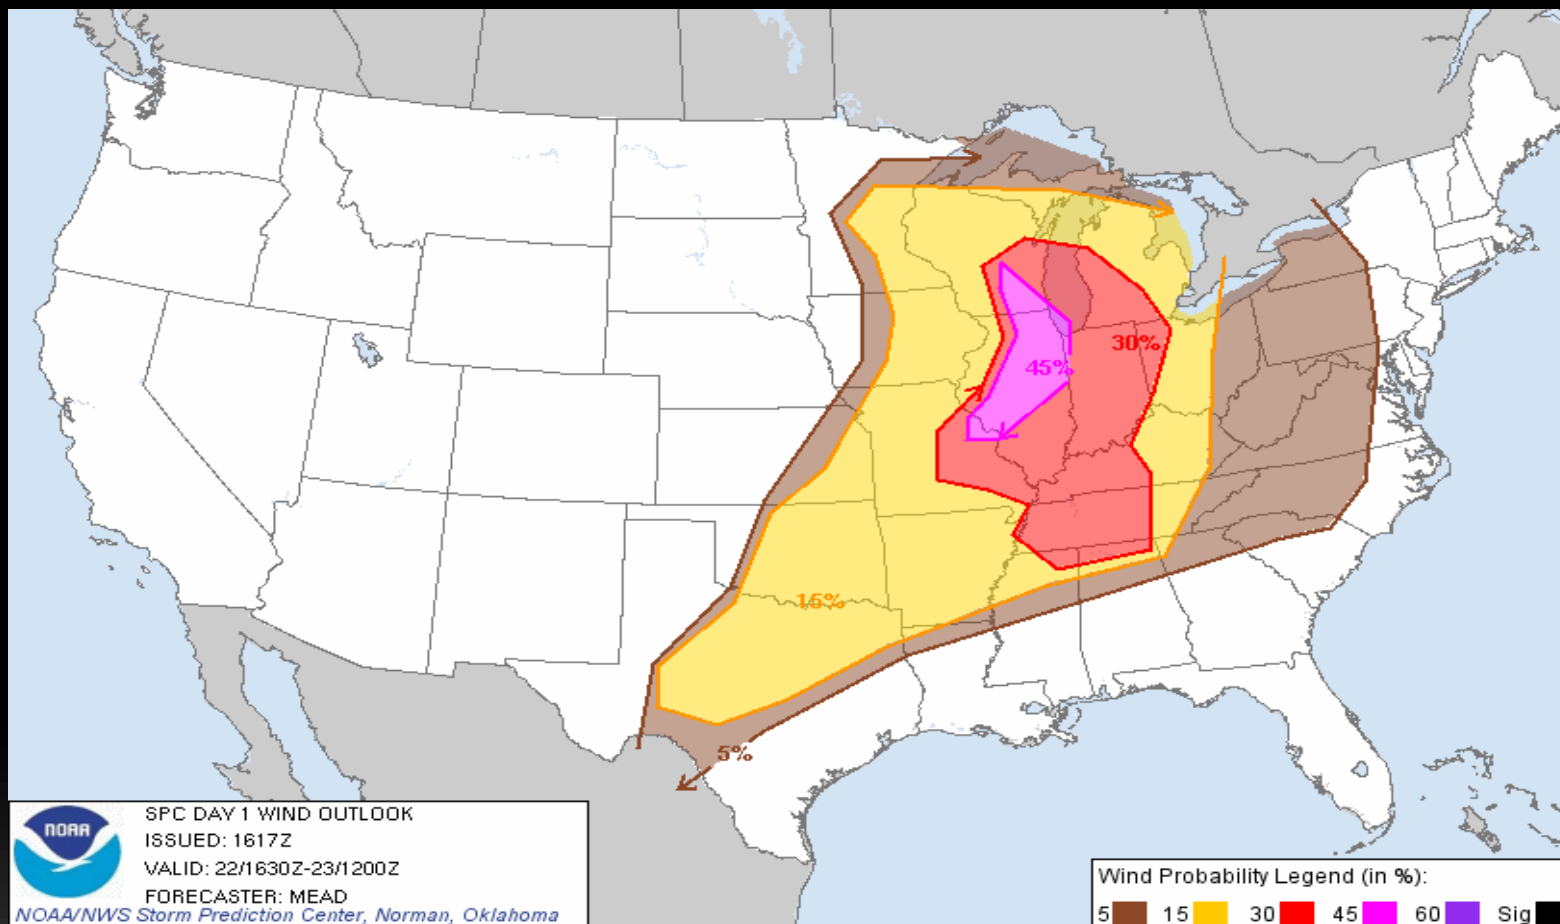 30%
45%
15%
5%
NOAA
SPC DAY 1 WIND OUTLOOK
ISSUED: 1617Z
VALID: 22/1630Z-23/1200Z
FORECASTER: MEAD
NOAA/NWS Storm Prediction Center, Norman, Oklahoma
Wind Probability Legend (in %):
5 15 30 45 60 Sig